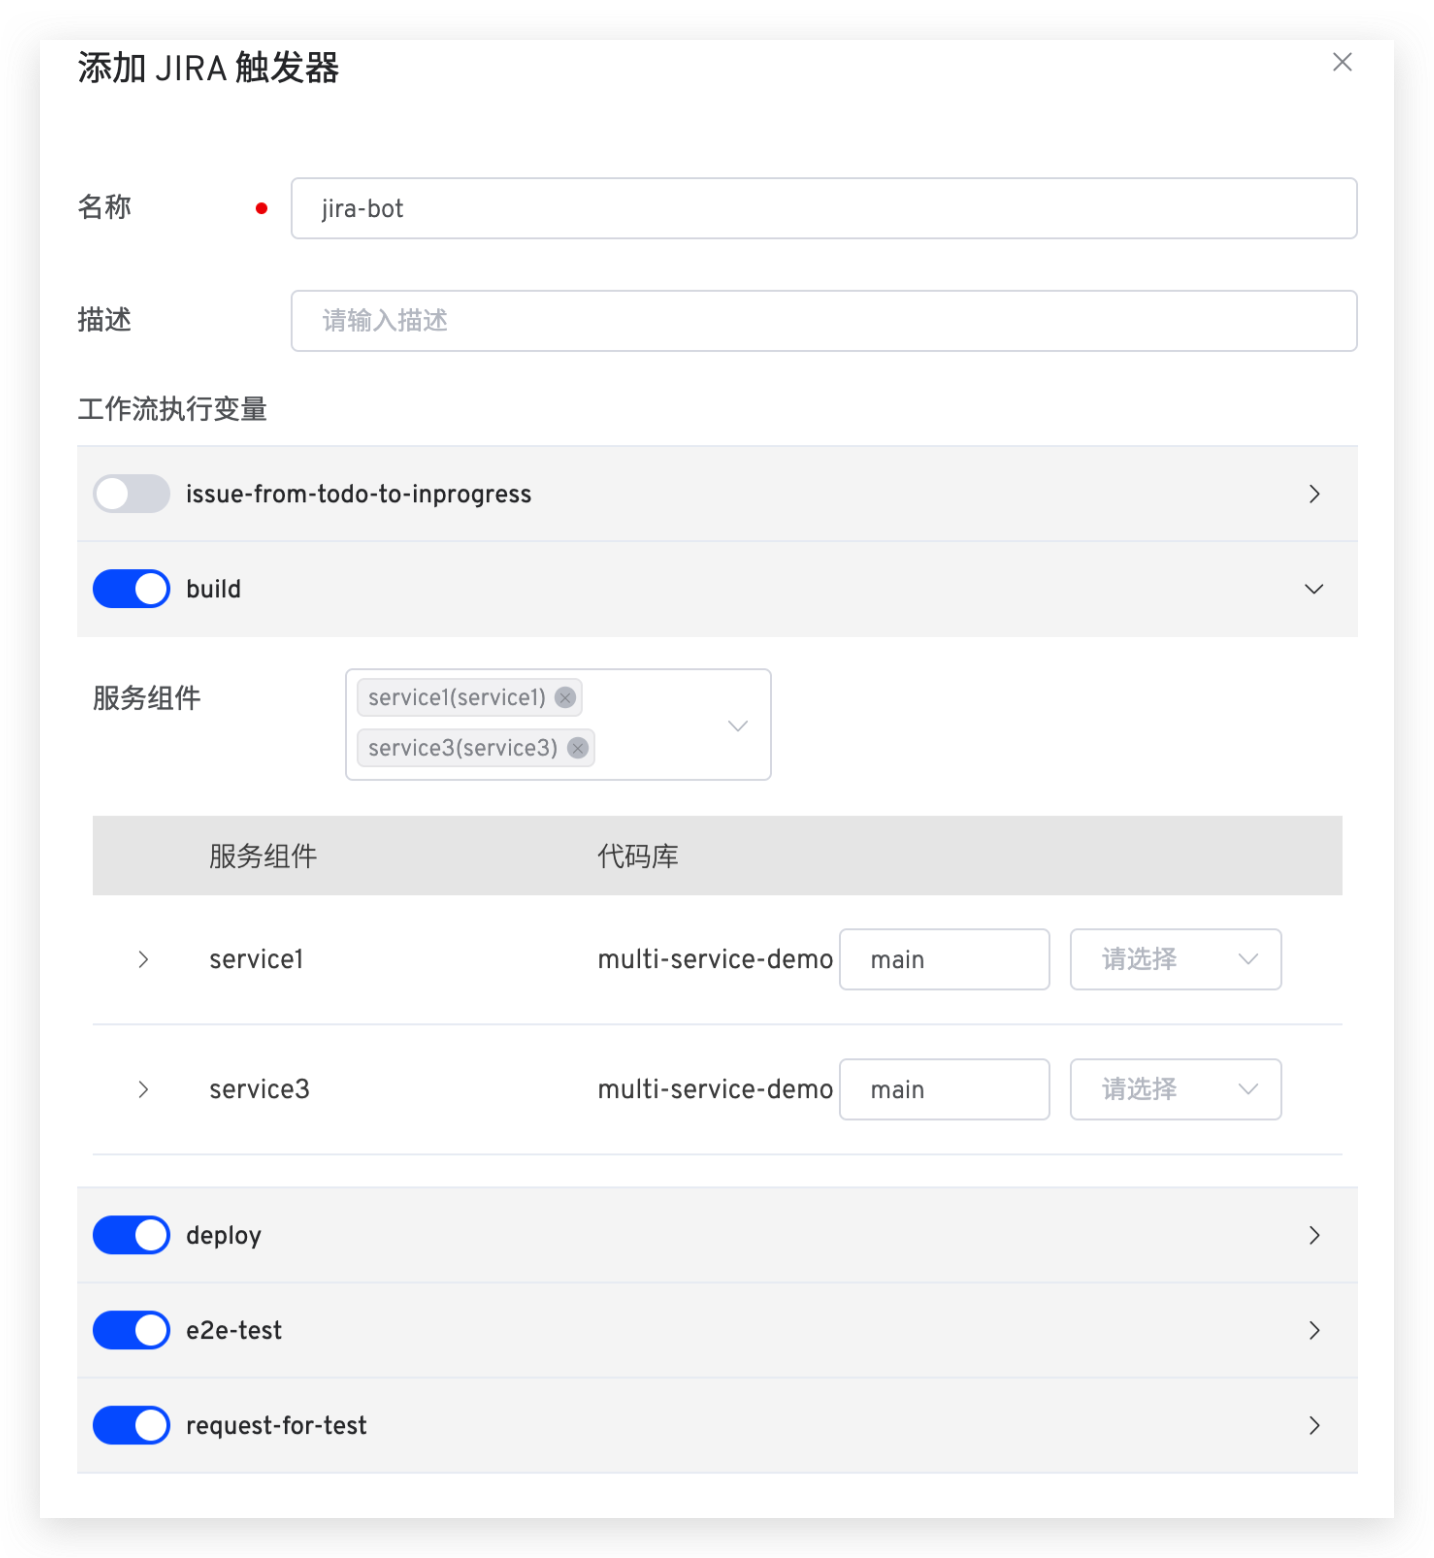 添加 JIRA 触发器
名称 jira-bot
描述 请输入描述
工作流执行变量
issue-from-todo-to-inprogress
build
服务组件 service1(service1)
service3(service3)
服务组件 代码库
service1 multi-service-demo main 请选择
service3 multi-service-demo main 请选择
deploy
e2e-test
request-for-test